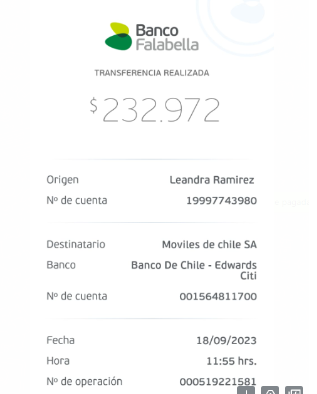 Banco
Falabella
TRANSFERENCIA REALIZADA
$232.972
Origen Leandra Ramirez
Nº de cuenta 19997743980
Destinatario Moviles de chile SA
Banco Banco De Chile - Edwards
Citi
Nº de cuenta 001564811700
Fecha 18/09/2023
Hora 11:55 hrs.
Nº de operación 000519221581